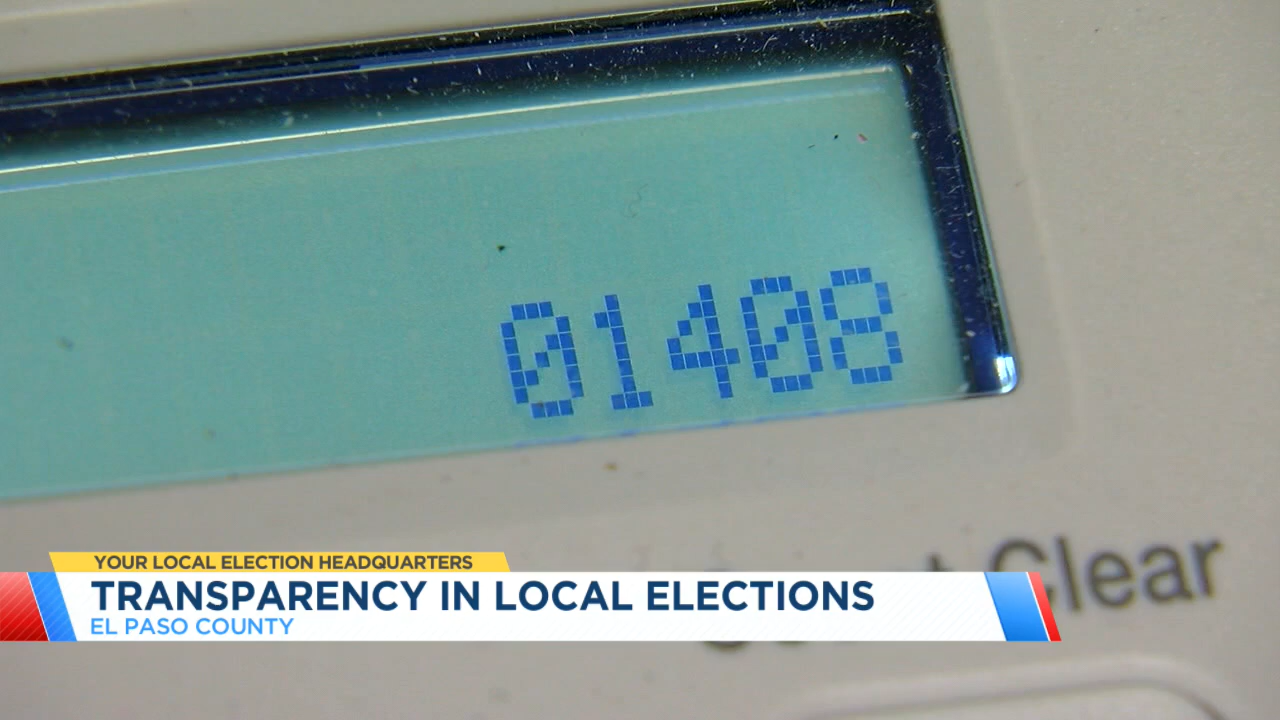 01408
Clear
YOUR LOCAL ELECTION HEADQUARTERS
TRANSPARENCY IN LOCAL ELECTIONS
EL PASO COUNTY